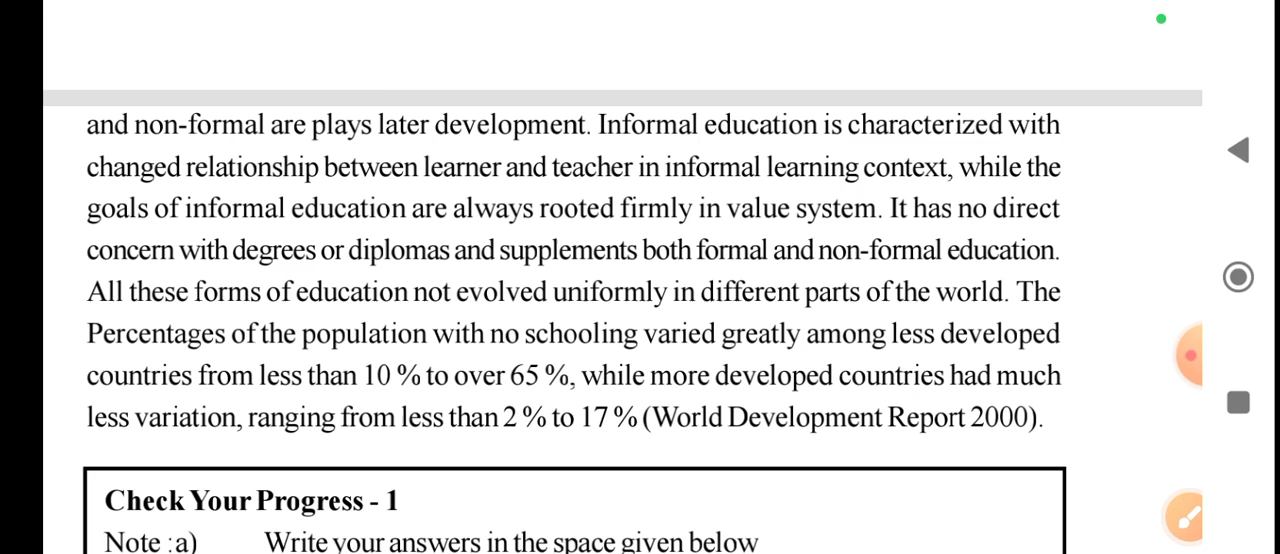 and non-formal are plays later development. Informal education is characterized with
changed relationship between learner and teacher in informal learning context, while the
goals of informal education are always rooted firmly in value system. It has no direct
concern with degrees or diplomas and supplements both formal and non-formal education.
All these forms of education not evolved uniformly in different parts of the world. The
Percentages of the population with no schooling varied greatly among less developed
countries from less than 10 % to over 65 %, while more developed countries had much
less variation, ranging from less than 2 % to 17 % (World Development Report 2000).
Check Your Progress - 1
Note : a) Write your answers in the space given below